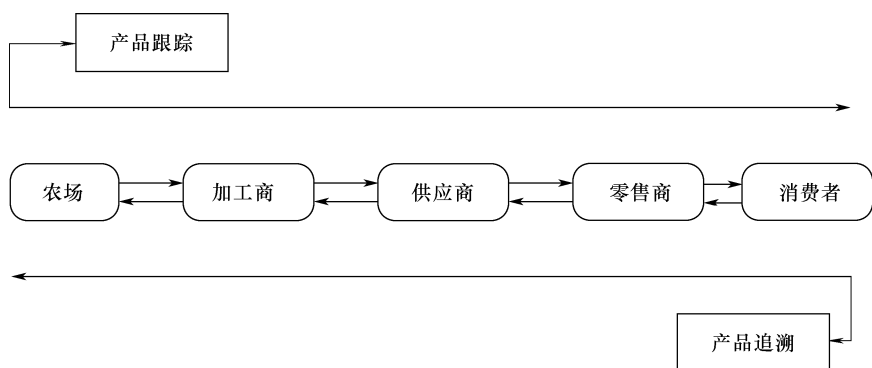 产品跟踪
农场
加工商
供应商
零售商
消费者
产品追溯